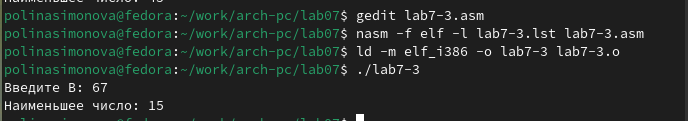 Наименьшее число: 45
polinasimonova@fedora:~/work/arch-pc/lab07$ gedit lab7-3.asm
polinasimonova@fedora:~/work/arch-pc/lab07$ nasm -f elf -l lab7-3.lst lab7-3.asm
polinasimonova@fedora:~/work/arch-pc/lab07$ ld -m elf_i386 -o lab7-3 lab7-3.o
polinasimonova@fedora:~/work/arch-pc/lab07$ ./lab7-3
Введите В: 67
Наименьшее число: 15
polinasimonova@fedora:~/work/arch-pc/lab07$